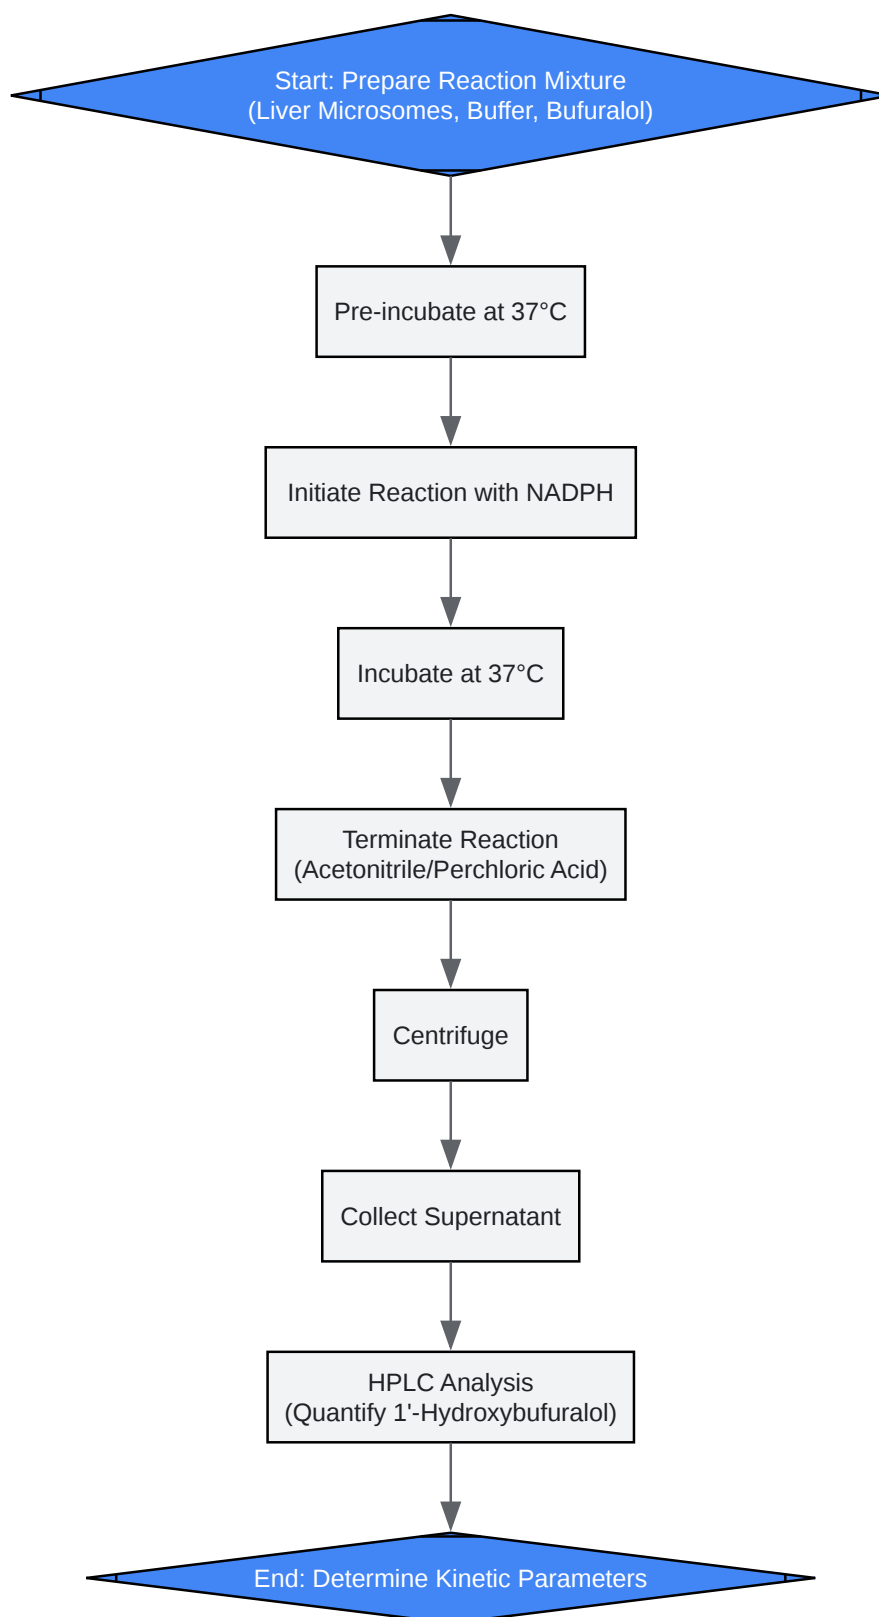 Start: Prepare Reaction Mixture
(Liver Microsomes, Buffer, Bufuralol)
Pre-incubate at 37°C
Initiate Reaction with NADPH
Incubate at 37°C
Terminate Reaction
(Acetonitrile/Perchloric Acid)
Centrifuge
Collect Supernatant
HPLC Analysis
(Quantify 1'-Hydroxybufuralol)
End: Determine Kinetic Parameters